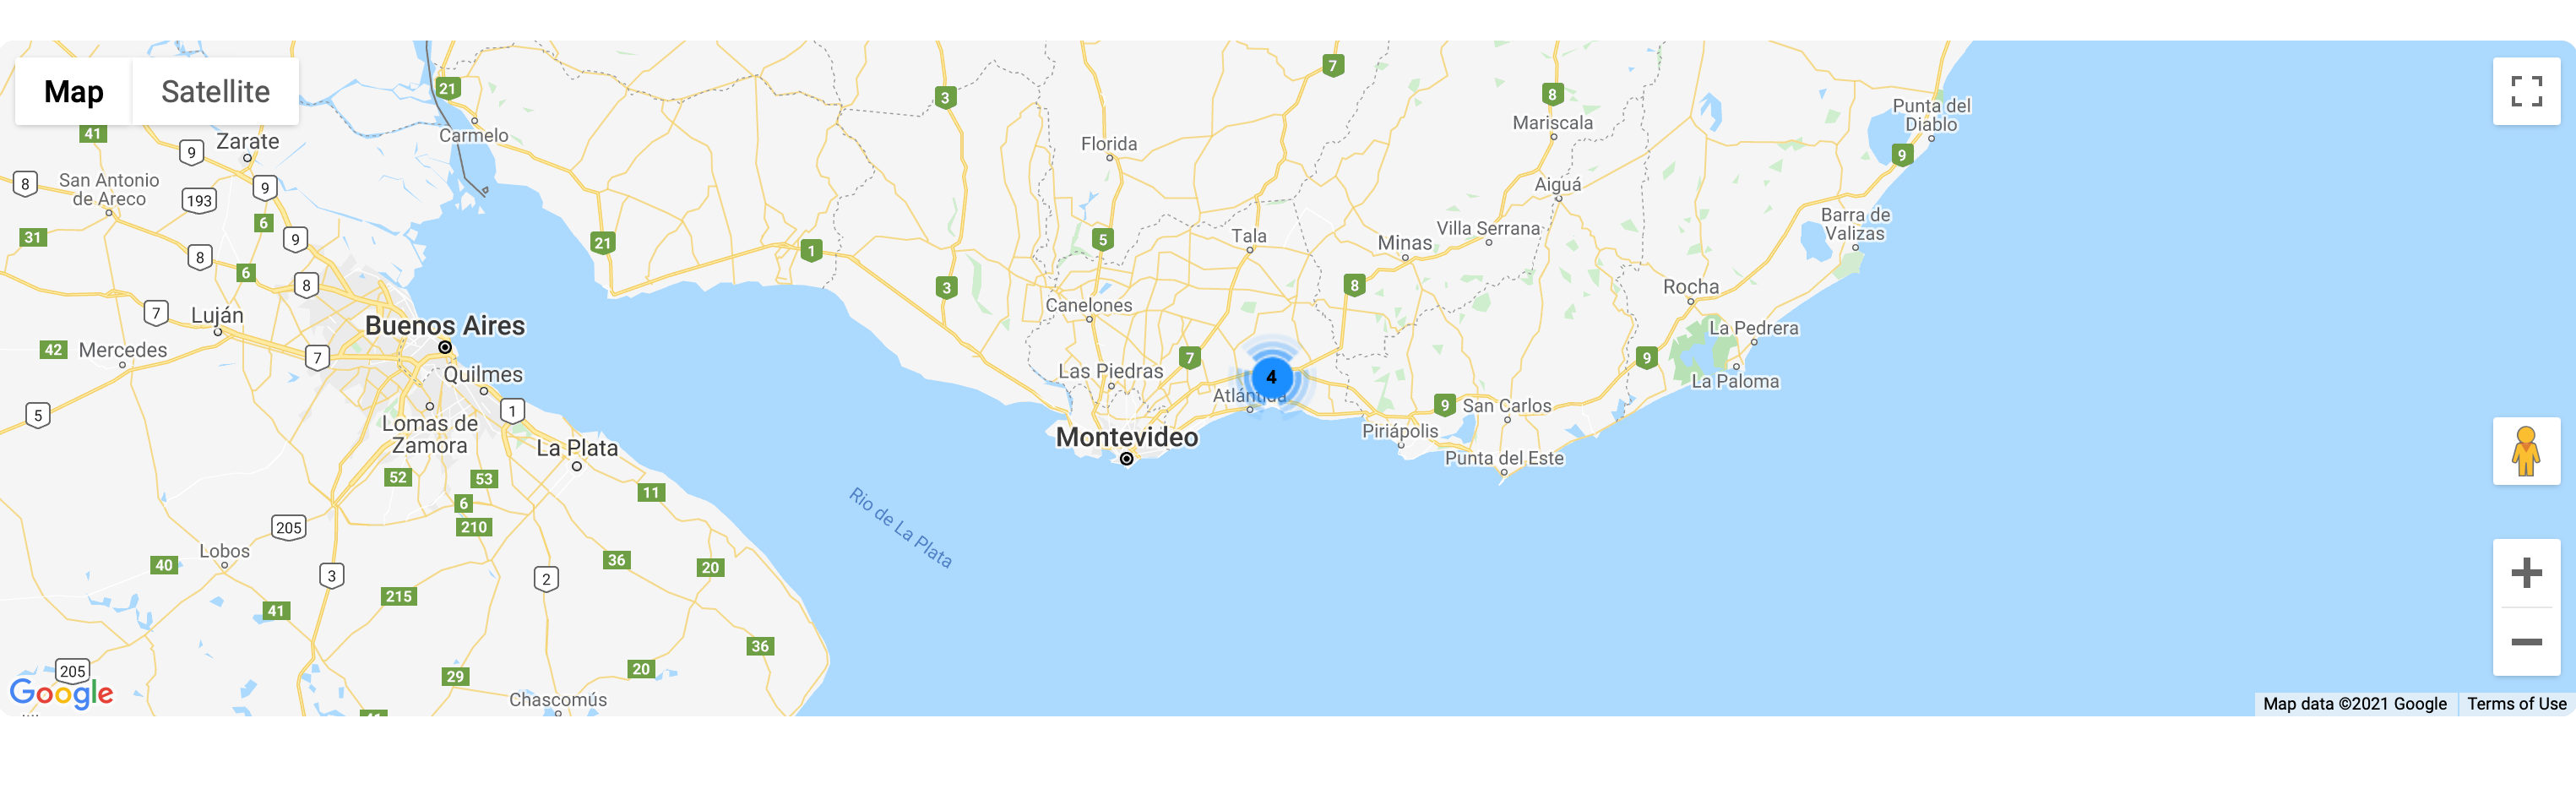 Map
Satellite
21
3
7
8
Punta del
Diablo
41
Zarate
9
Carmelo
Florida
Mariscala
9
8
San Antonio
de Areco
193
9
Aiguá
31
6
9
21
1
5
Tala
Minas
Villa Serrana
Barra de
Valizas
8
6
8
3
8
Rocha
7
Luján
Buenos Aires
Canelones
La Pedrera
42
Mercedes
7
Quilmes
Las Piedras
7
4
9
La Paloma
5
Lomas de
Zamora
1
Atlántida
9
San Carlos
Piriápolis
La Plata
Montevideo
Punta del Este
52
53
6
11
210
205
Rio de La Plata
Lobos
40
3
2
36
20
41
215
36
205
29
20
Chascomús
Google
41
Map data ©2021 Google
Terms of Use